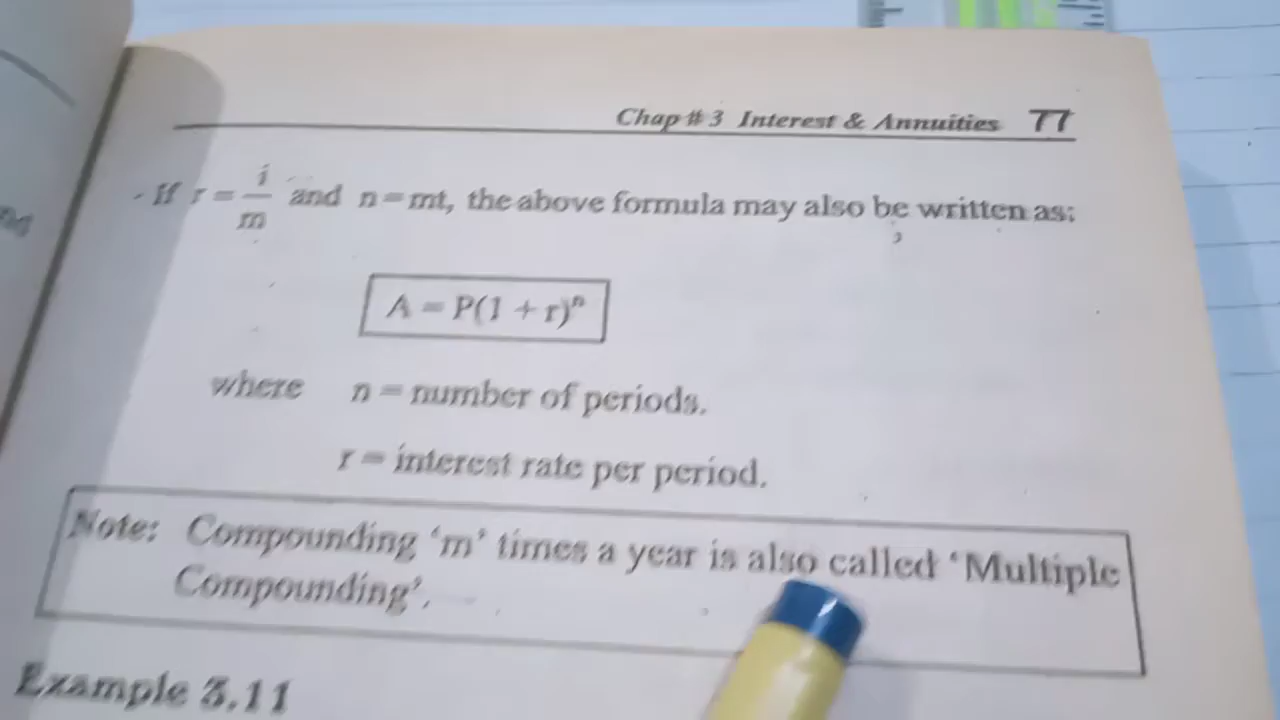 Chap # 3 Interest & Annuities 77
If r = i/m and n = mt, the above formula may also be written as:
A = P(1 + r)ⁿ
where n = number of periods.
r = interest rate per period.
Note: Compounding ‘m’ times a year is also called ‘Multiple
Compounding’.
Example 3.11